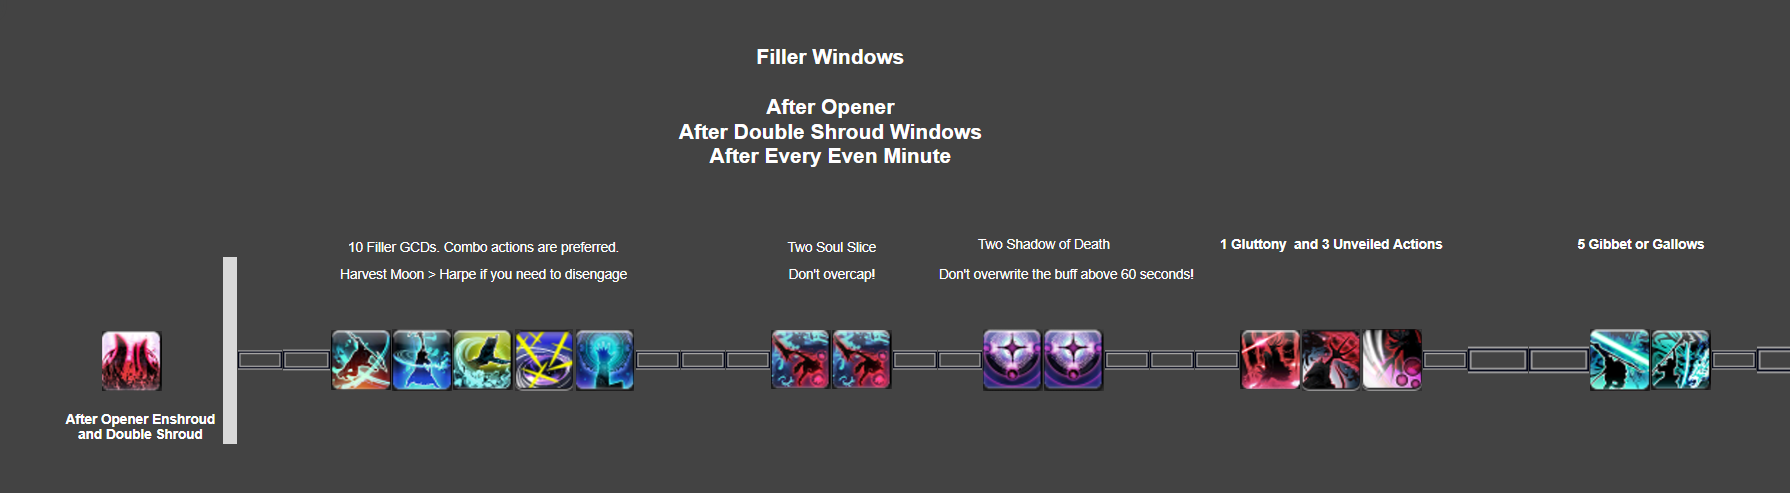 Filler Windows
After Opener
After Double Shroud Windows
After Every Even Minute
10 Filler GCDs. Combo actions are preferred.
Harvest Moon > Harpe if you need to disengage
Two Soul Slice
Don't overcap!
Two Shadow of Death
Don't overwrite the buff above 60 seconds!
1 Gluttony and 3 Unveiled Actions
5 Gibbet or Gallows
After Opener Enshroud
and Double Shroud